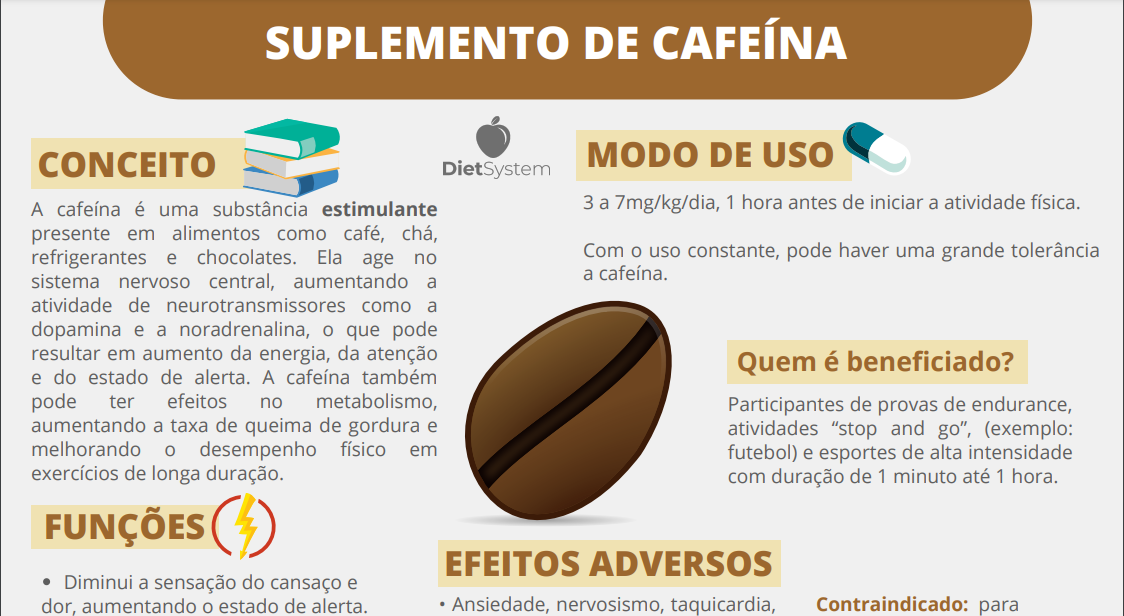 SUPLEMENTO DE CAFEÍNA
CONCEITO
A cafeína é uma substância estimulante
presente em alimentos como café, chá,
refrigerantes e chocolates. Ela age no
sistema nervoso central, aumentando a
atividade de neurotransmissores como a
dopamina e a noradrenalina, o que pode
resultar em aumento da energia, da atenção
e do estado de alerta. A cafeína também
pode ter efeitos no metabolismo,
aumentando a taxa de queima de gordura e
melhorando o desempenho físico em
exercícios de longa duração.
FUNÇÕES
• Diminui a sensação do cansaço e
dor, aumentando o estado de alerta.
DietSystem
MODO DE USO
3 a 7mg/kg/dia, 1 hora antes de iniciar a atividade física.
Com o uso constante, pode haver uma grande tolerância
a cafeína.
Quem é beneficiado?
Participantes de provas de endurance,
atividades “stop and go”, (exemplo:
futebol) e esportes de alta intensidade
com duração de 1 minuto até 1 hora.
EFEITOS ADVERSOS
• Ansiedade, nervosismo, taquicardia,
Contraindicado: para